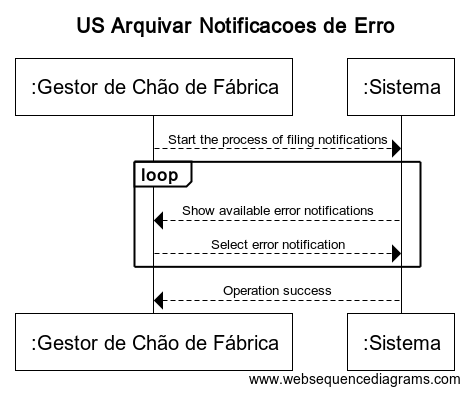 US Arquivar Notificacoes de Erro
:Gestor de Chão de Fábrica
:Sistema
Start the process of filing notifications
loop
Show available error notifications
Select error notification
Operation success
:Gestor de Chão de Fábrica
:Sistema
www.websequencediagrams.com